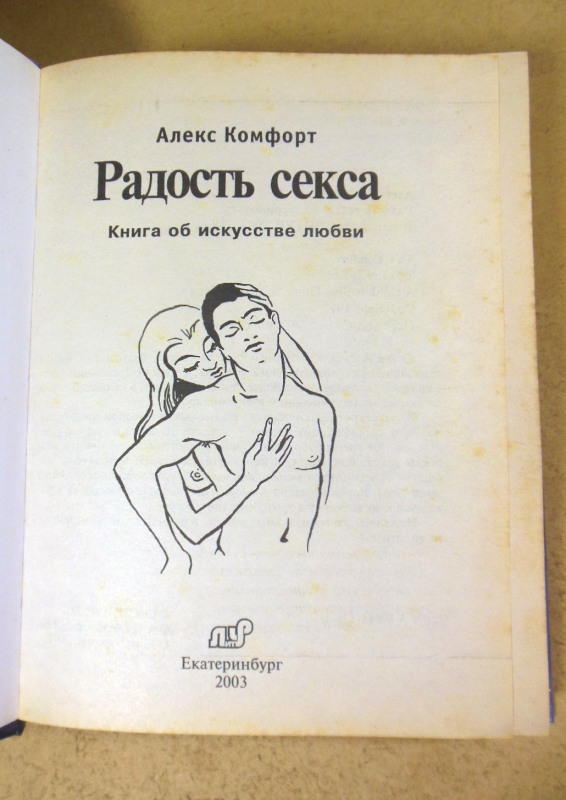 Алекс Комфорт
Радость секса
Книга об искусстве любви
Екатеринбург
2003